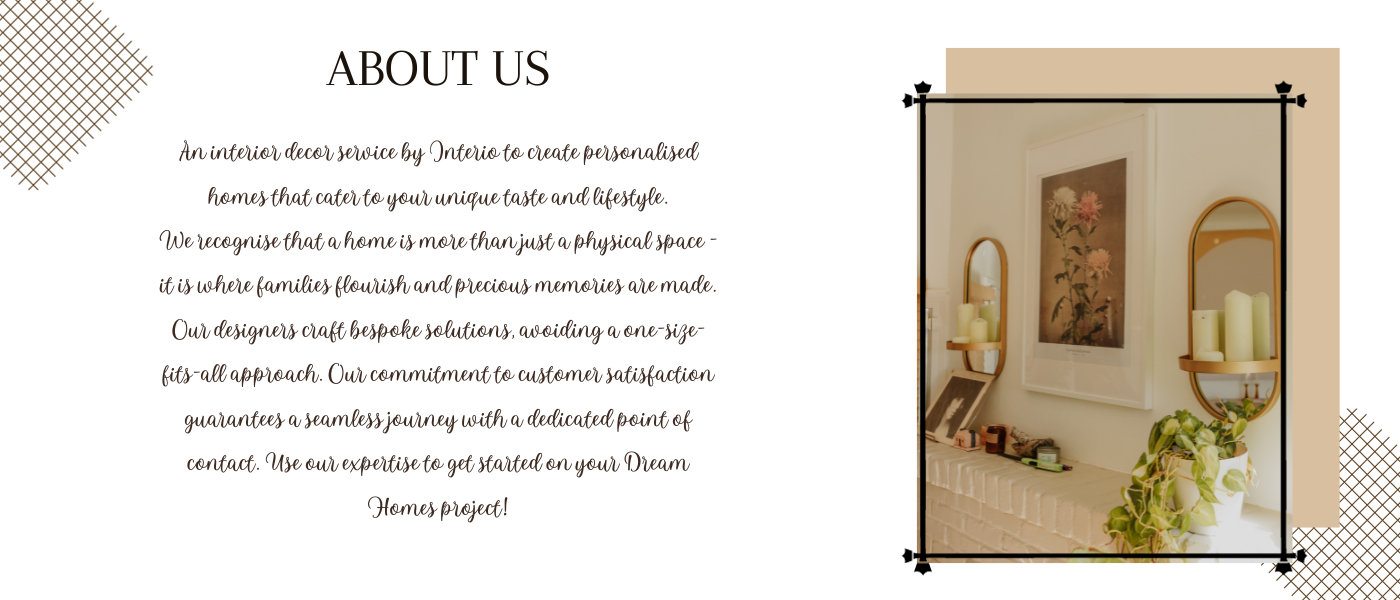 ABOUT US
An interior decor service by Interio to create personalised
homes that cater to your unique taste and lifestyle.
We recognise that a home is more than just a physical space -
it is where families flourish and precious memories are made.
Our designers craft bespoke solutions, avoiding a one-size-
fits-all approach. Our commitment to customer satisfaction
guarantees a seamless journey with a dedicated point of
contact. Use our expertise to get started on your Dream
Homes project!